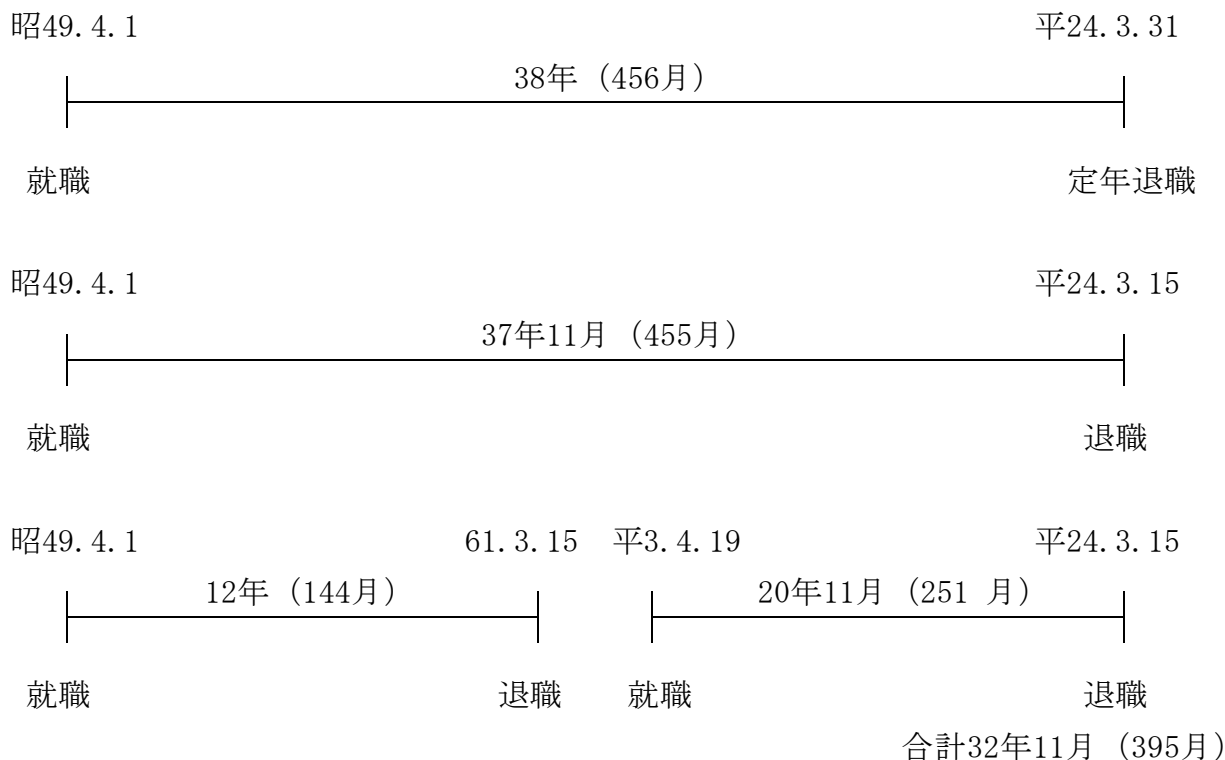 昭49.4.1 平24.3.31
38年（456月）
就職 定年退職
昭49.4.1 平24.3.15
37年11月（455月）
就職 退職
昭49.4.1 61.3.15 平3.4.19 平24.3.15
12年（144月） 20年11月（251 月）
就職 退職 就職 退職
合計32年11月（395月）